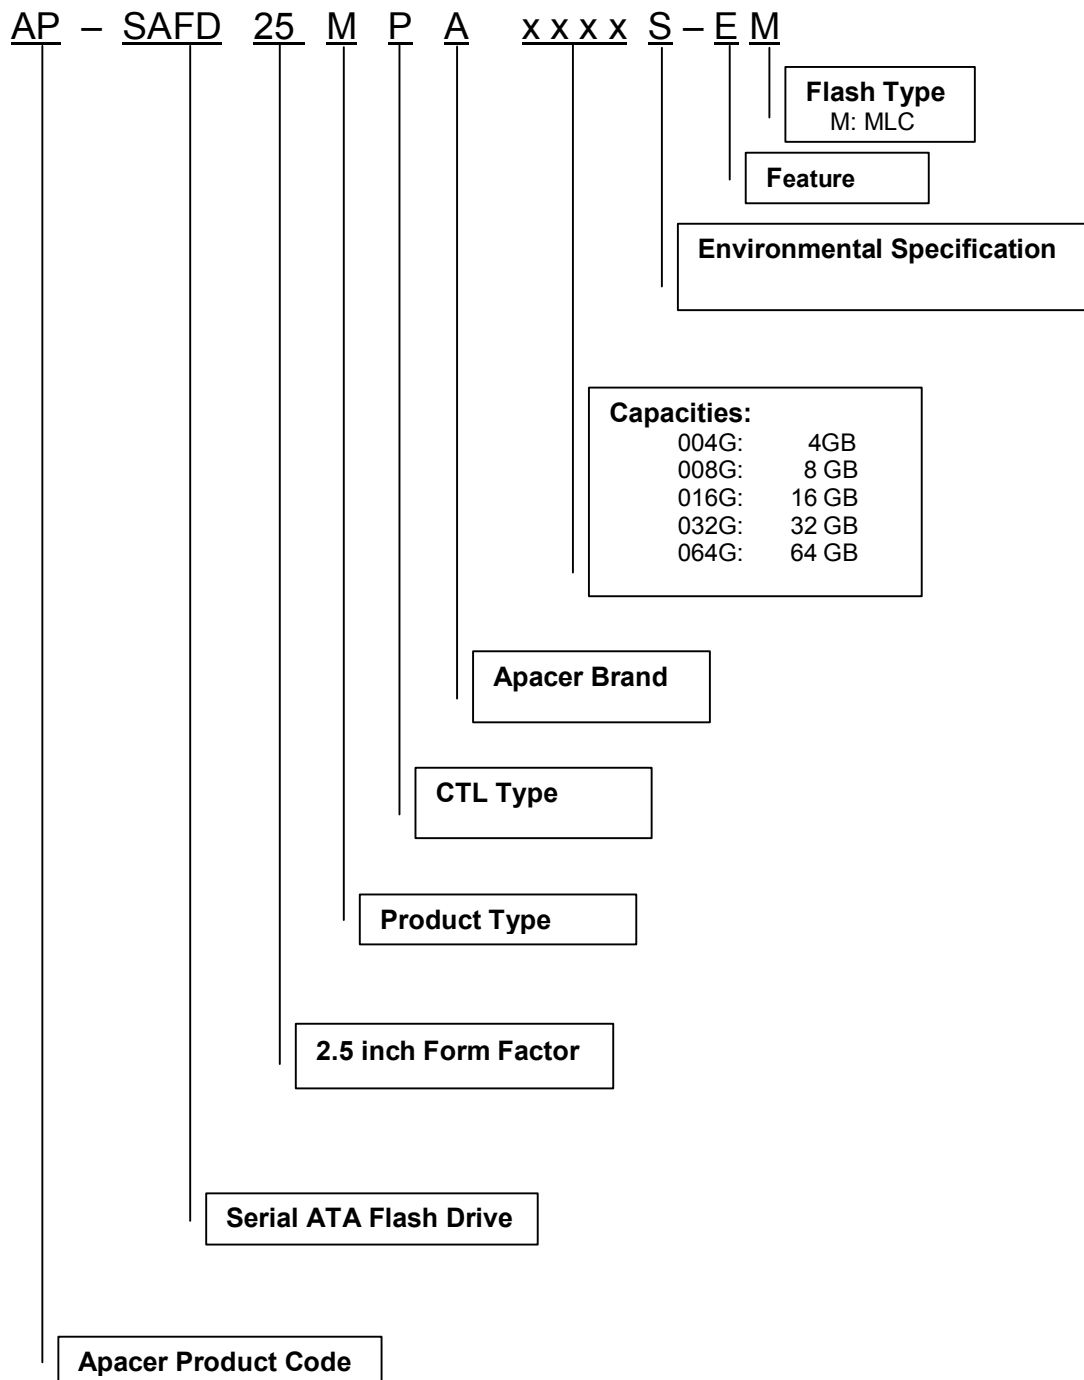 AP – SAFD 25 M P A x x x x S – E M
Flash Type
M: MLC
Feature
Environmental Specification
Capacities:
004G: 4GB
008G: 8 GB
016G: 16 GB
032G: 32 GB
064G: 64 GB
Apacer Brand
CTL Type
Product Type
2.5 inch Form Factor
Serial ATA Flash Drive
Apacer Product Code